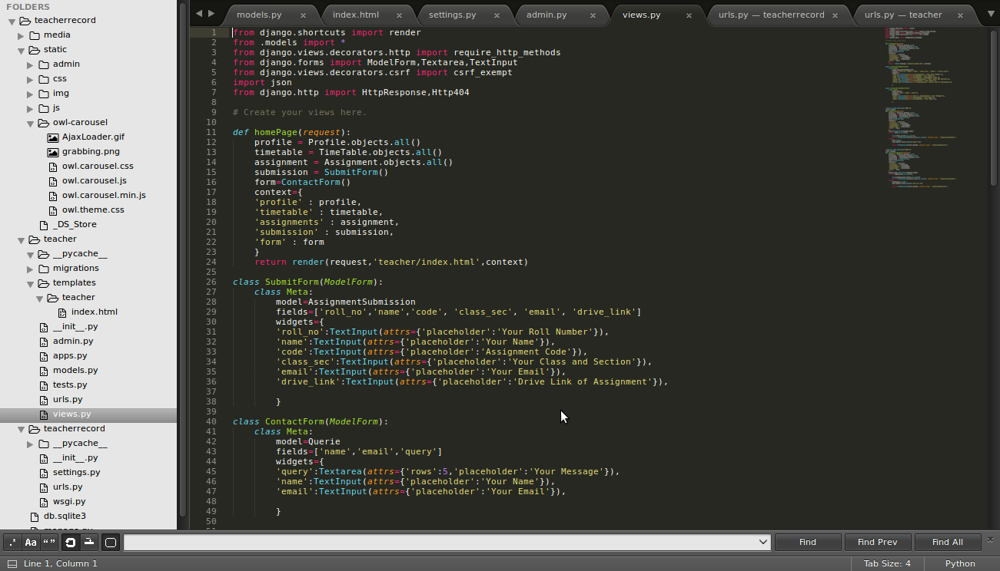 FOLDERS
teacherrecord
media
static
admin
css
img
js
owl-carousel
AjaxLoader.gif
grabbing.png
owl.carousel.css
owl.carousel.js
owl.carousel.min.js
owl.theme.css
_DS_Store
teacher
__pycache__
migrations
templates
teacher
index.html
__init__.py
admin.py
apps.py
models.py
tests.py
urls.py
views.py
teacherrecord
__pycache__
__init__.py
settings.py
urls.py
wsgi.py
db.sqlite3
models.py × index.html × settings.py × admin.py × views.py × urls.py — teacherrecord × urls.py — teacher ×
1 from django.shortcuts import render
2 from .models import *
3 from django.views.decorators.http import require_http_methods
4 from django.forms import ModelForm,Textarea,TextInput
5 from django.views.decorators.csrf import csrf_exempt
6 import json
7 from django.http import HttpResponse,Http404
8
9 # Create your views here.
10
11 def homePage(request):
12 profile = Profile.objects.all()
13 timetable = TimeTable.objects.all()
14 assignment = Assignment.objects.all()
15 submission = SubmitForm()
16 form=ContactForm()
17 context={
18 'profile' : profile,
19 'timetable' : timetable,
20 'assignments' : assignment,
21 'submission' : submission,
22 'form' : form
23 }
24 return render(request,'teacher/index.html',context)
25
26 class SubmitForm(ModelForm):
27 class Meta:
28 model=AssignmentSubmission
29 fields=['roll_no','name','code', 'class_sec', 'email', 'drive_link']
30 widgets={
31 'roll_no':TextInput(attrs={'placeholder':'Your Roll Number'}),
32 'name':TextInput(attrs={'placeholder':'Your Name'}),
33 'code':TextInput(attrs={'placeholder':'Assignment Code'}),
34 'class_sec':TextInput(attrs={'placeholder':'Your Class and Section'}),
35 'email':TextInput(attrs={'placeholder':'Your Email'}),
36 'drive_link':TextInput(attrs={'placeholder':'Drive Link of Assignment'}),
37
38 }
39
40 class ContactForm(ModelForm):
41 class Meta:
42 model=Querie
43 fields=['name','email','query']
44 widgets={
45 'query':Textarea(attrs={'rows':5,'placeholder':'Your Message'}),
46 'name':TextInput(attrs={'placeholder':'Your Name'}),
47 'email':TextInput(attrs={'placeholder':'Your Email'}),
48
49 }
50
.* Aa “ ” Find Find Prev Find All ×
Line 1, Column 1 Tab Size: 4 Python